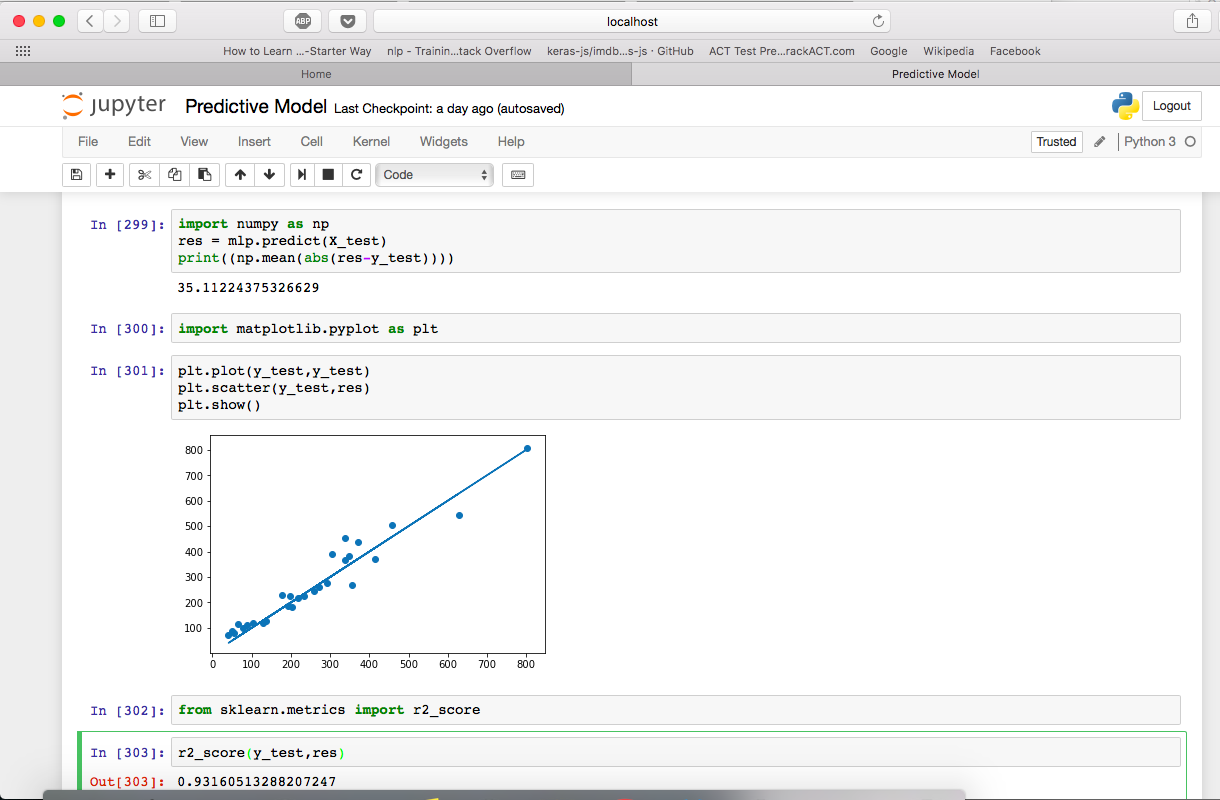 ABP
localhost
How to Learn ...-Starter Way nlp - Trainin...tack Overflow keras-js/imdb...s-js · GitHub ACT Test Pre...rackACT.com Google Wikipedia Facebook
Home Predictive Model
jupyter Predictive Model Last Checkpoint: a day ago (autosaved) Logout
File Edit View Insert Cell Kernel Widgets Help Trusted Python 3
Code
In [299]: import numpy as np
res = mlp.predict(X_test)
print((np.mean(abs(res-y_test))))
35.11224375326629
In [300]: import matplotlib.pyplot as plt
In [301]: plt.plot(y_test,y_test)
plt.scatter(y_test,res)
plt.show()
800
700
600
500
400
300
200
100
0 100 200 300 400 500 600 700 800
In [302]: from sklearn.metrics import r2_score
In [303]: r2_score(y_test,res)
Out[303]: 0.93160513288207247